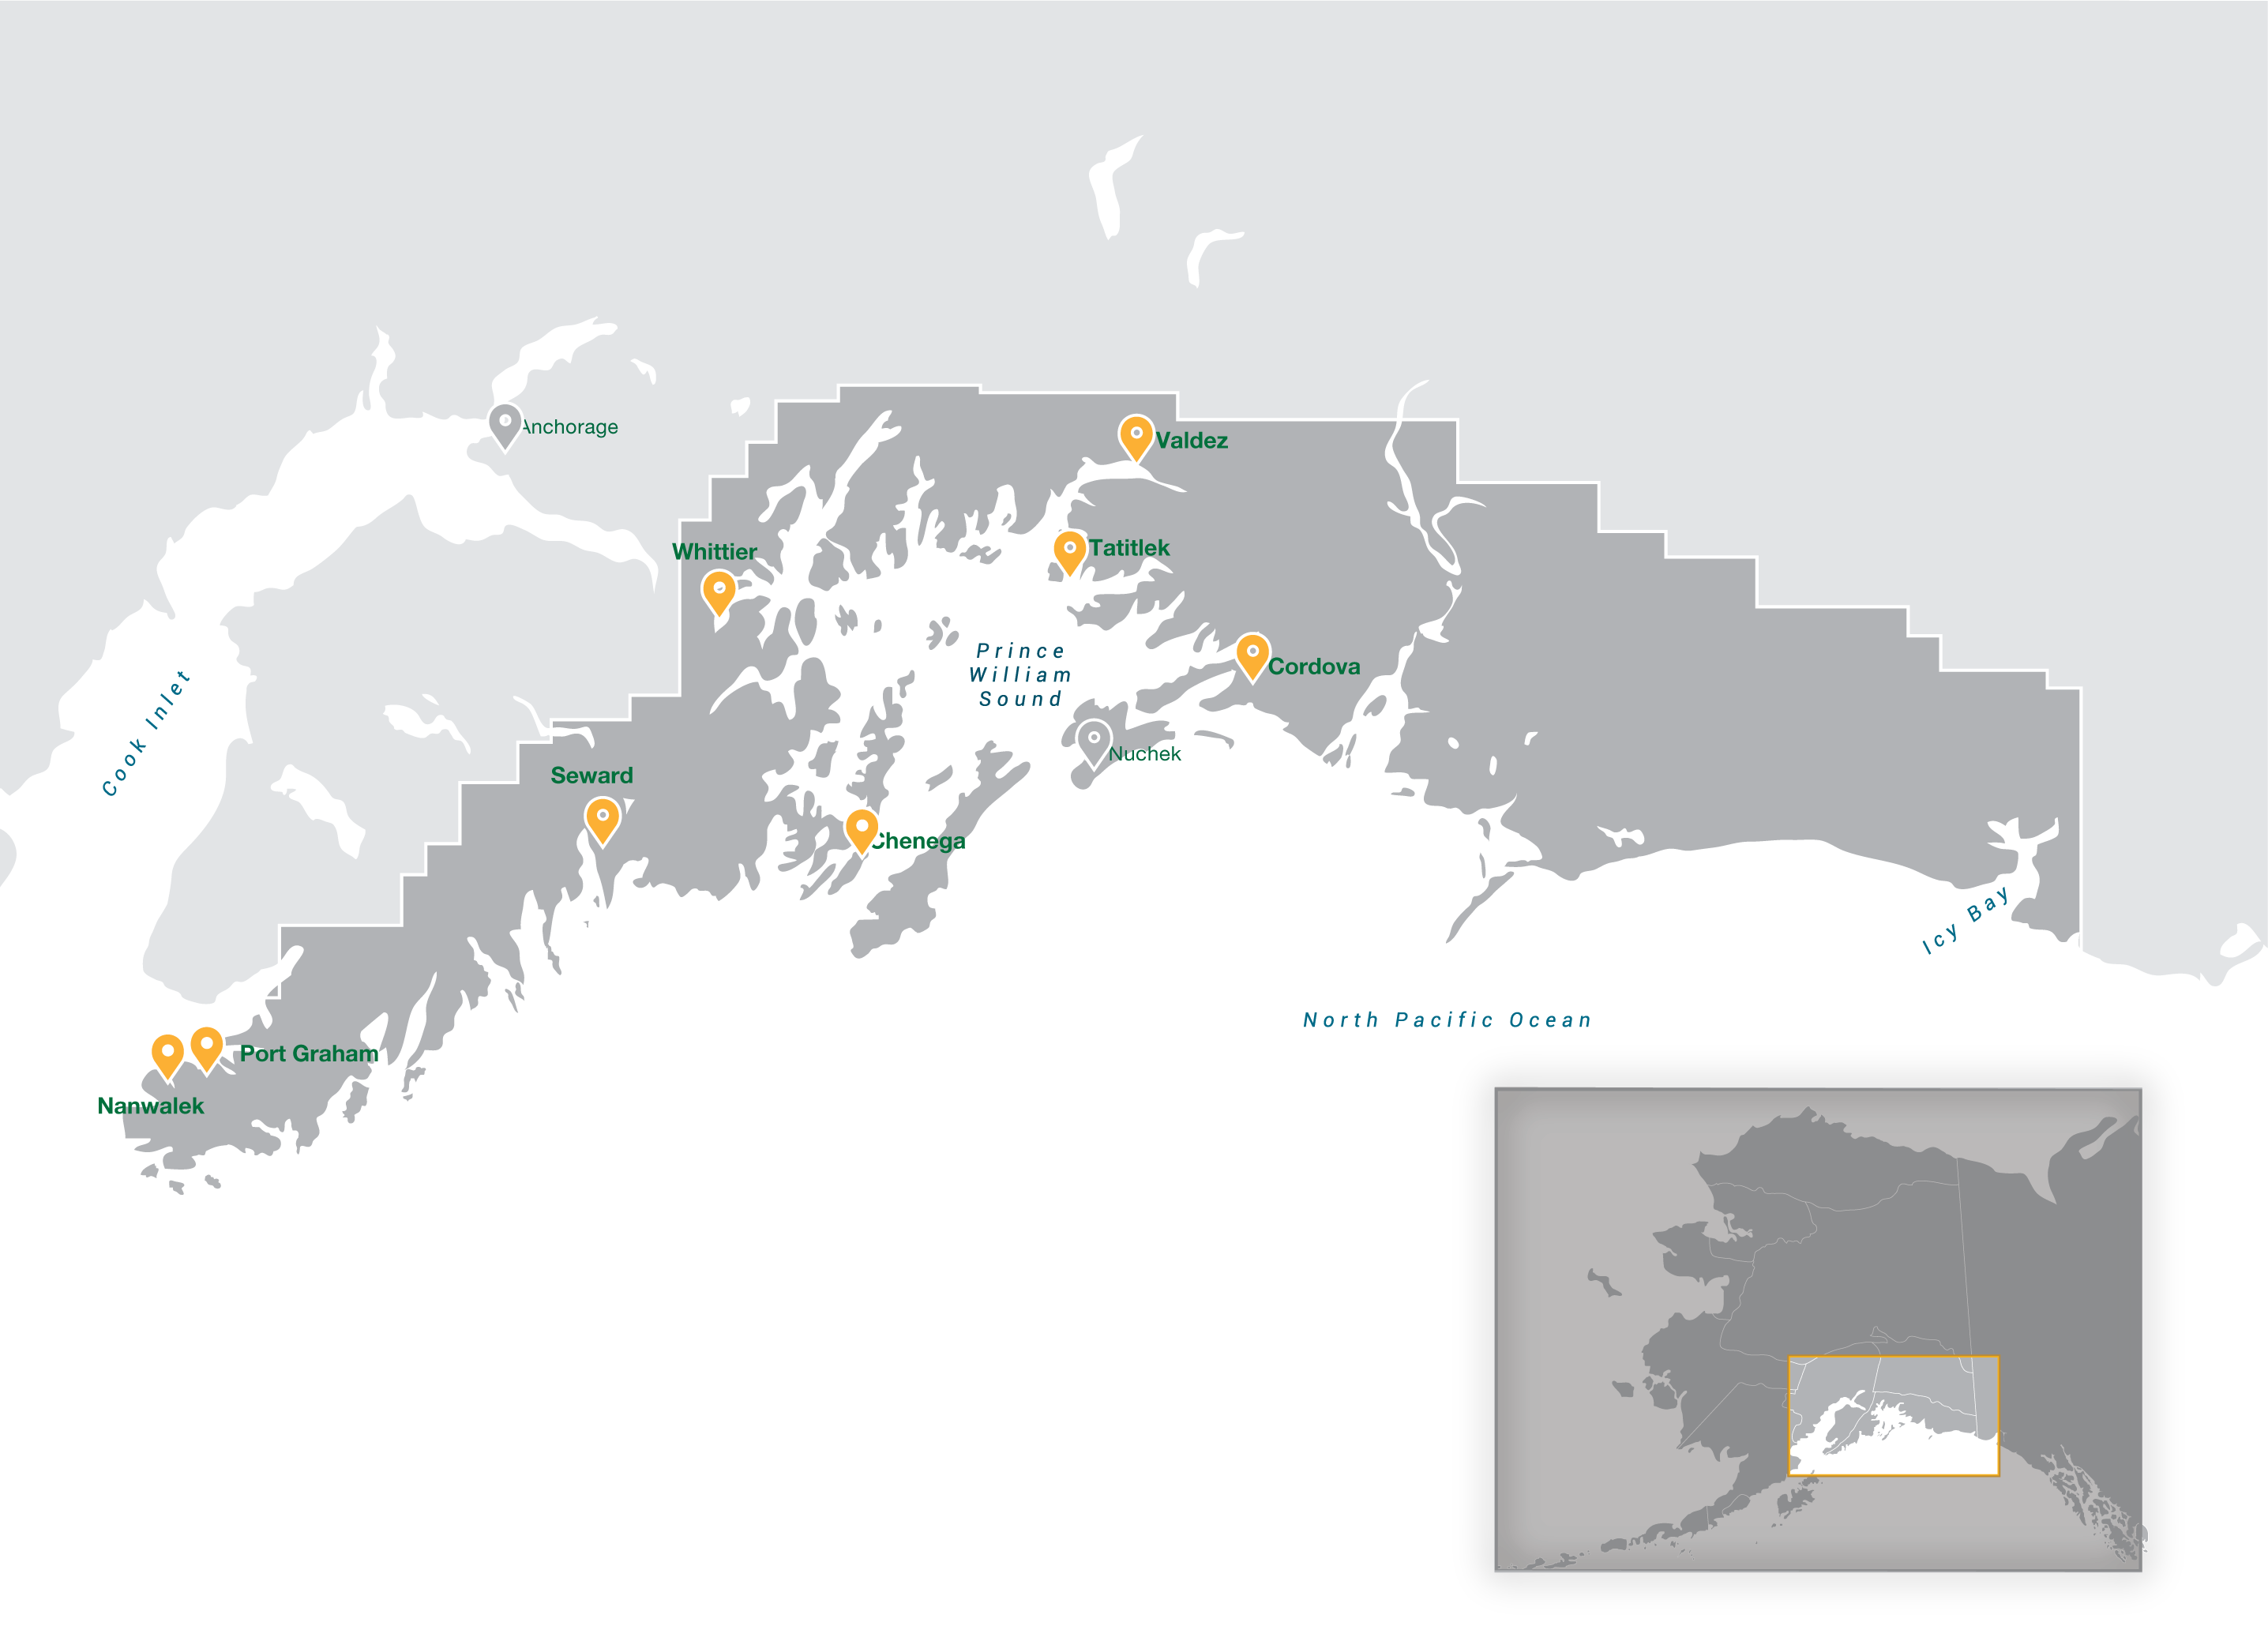 Anchorage
Valdez
Whittier
Tatitlek
Prince
William
Sound
Cordova
Cook Inlet
Nuchek
Seward
Chenega
Icy Bay
North Pacific Ocean
Port Graham
Nanwalek